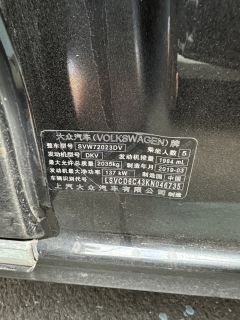 大众汽车(VOLKSWAGEN)牌
整车型号 SVW72023DV 乘坐人数 5
发动机型号 DKV 发动机排量 1984 mL
最大允许总质量 2035kg 制造年月 2019-03
发动机最大净功率 137 kW 制造国 中国
车辆识别代号 LSVCD6C43KN046735
上汽大众汽车有限公司 制造